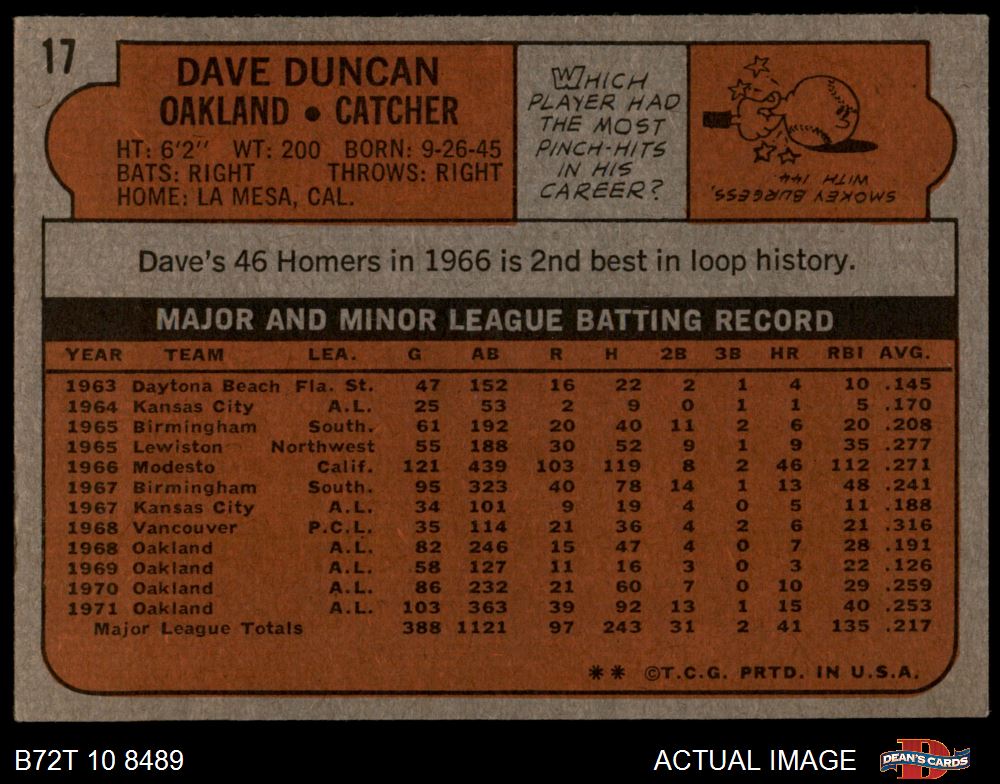 17
DAVE DUNCAN
OAKLAND • CATCHER
HT: 6'2" WT: 200 BORN: 9-26-45
BATS: RIGHT THROWS: RIGHT
HOME: LA MESA, CAL.
WHICH
PLAYER HAD
THE MOST
PINCH-HITS
IN HIS
CAREER?
SMOKEY BURGESS,
WITH 144.
Dave's 46 Homers in 1966 is 2nd best in loop history.
MAJOR AND MINOR LEAGUE BATTING RECORD
YEAR TEAM LEA. G AB R H 2B 3B HR RBI AVG.
1963 Daytona Beach Fla. St. 47 152 16 22 2 1 4 10 .145
1964 Kansas City A.L. 25 53 2 9 0 1 1 5 .170
1965 Birmingham South. 61 192 20 40 11 2 6 20 .208
1965 Lewiston Northwest 55 188 30 52 9 1 9 35 .277
1966 Modesto Calif. 121 439 103 119 8 2 46 112 .271
1967 Birmingham South. 95 323 40 78 14 1 13 48 .241
1967 Kansas City A.L. 34 101 9 19 4 0 5 11 .188
1968 Vancouver P.C.L. 35 114 21 36 4 2 6 21 .316
1968 Oakland A.L. 82 246 15 47 4 0 7 28 .191
1969 Oakland A.L. 58 127 11 16 3 0 3 22 .126
1970 Oakland A.L. 86 232 21 60 7 0 10 29 .259
1971 Oakland A.L. 103 363 39 92 13 1 15 40 .253
Major League Totals 388 1121 97 243 31 2 41 135 .217
** ©T.C.G. PRTD. IN U.S.A.
B72T 10 8489
ACTUAL IMAGE
DEAN'S CARDS